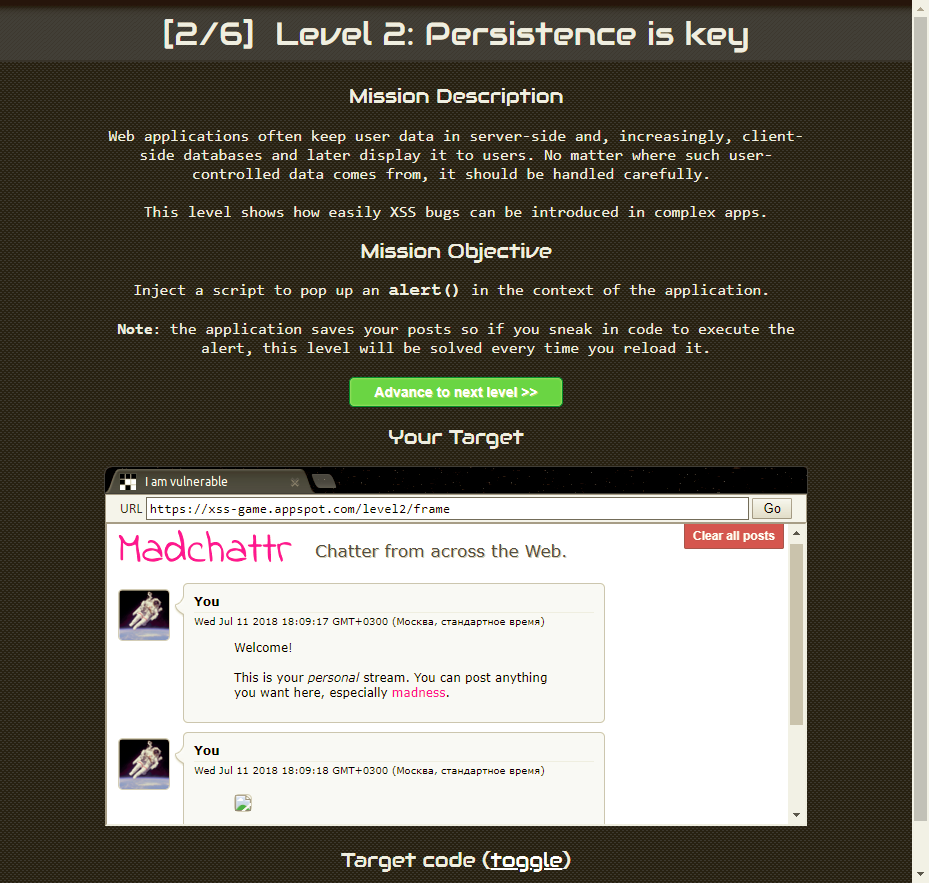 [2/6] Level 2: Persistence is key
Mission Description
Web applications often keep user data in server-side and, increasingly, client-
side databases and later display it to users. No matter where such user-
controlled data comes from, it should be handled carefully.
This level shows how easily XSS bugs can be introduced in complex apps.
Mission Objective
Inject a script to pop up an alert() in the context of the application.
Note: the application saves your posts so if you sneak in code to execute the
alert, this level will be solved every time you reload it.
Advance to next level >>
Your Target
I am vulnerable
URL https://xss-game.appspot.com/level2/frame Go
Madchattr Chatter from across the Web. Clear all posts
You
Wed Jul 11 2018 18:09:17 GMT+0300 (Москва, стандартное время)
Welcome!
This is your personal stream. You can post anything
you want here, especially madness.
You
Wed Jul 11 2018 18:09:18 GMT+0300 (Москва, стандартное время)
Target code (toggle)